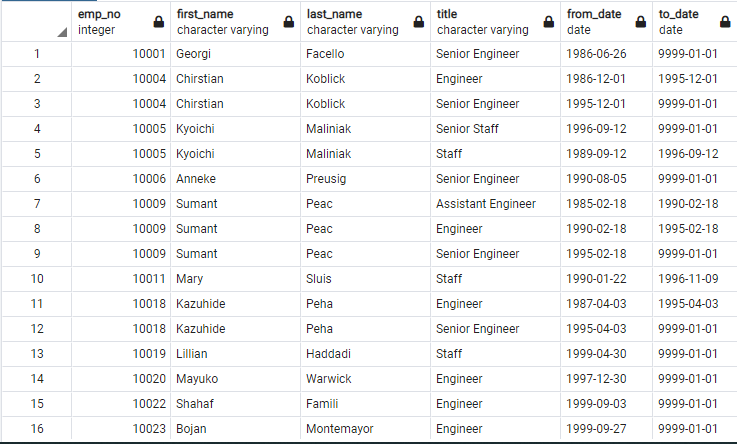 emp_no first_name last_name title from_date to_date
integer character varying character varying character varying date date
1 10001 Georgi Facello Senior Engineer 1986-06-26 9999-01-01
2 10004 Chirstian Koblick Engineer 1986-12-01 1995-12-01
3 10004 Chirstian Koblick Senior Engineer 1995-12-01 9999-01-01
4 10005 Kyoichi Maliniak Senior Staff 1996-09-12 9999-01-01
5 10005 Kyoichi Maliniak Staff 1989-09-12 1996-09-12
6 10006 Anneke Preusig Senior Engineer 1990-08-05 9999-01-01
7 10009 Sumant Peac Assistant Engineer 1985-02-18 1990-02-18
8 10009 Sumant Peac Engineer 1990-02-18 1995-02-18
9 10009 Sumant Peac Senior Engineer 1995-02-18 9999-01-01
10 10011 Mary Sluis Staff 1990-01-22 1996-11-09
11 10018 Kazuhide Peha Engineer 1987-04-03 1995-04-03
12 10018 Kazuhide Peha Senior Engineer 1995-04-03 9999-01-01
13 10019 Lillian Haddadi Staff 1999-04-30 9999-01-01
14 10020 Mayuko Warwick Engineer 1997-12-30 9999-01-01
15 10022 Shahaf Famili Engineer 1999-09-03 9999-01-01
16 10023 Bojan Montemayor Engineer 1999-09-27 9999-01-01